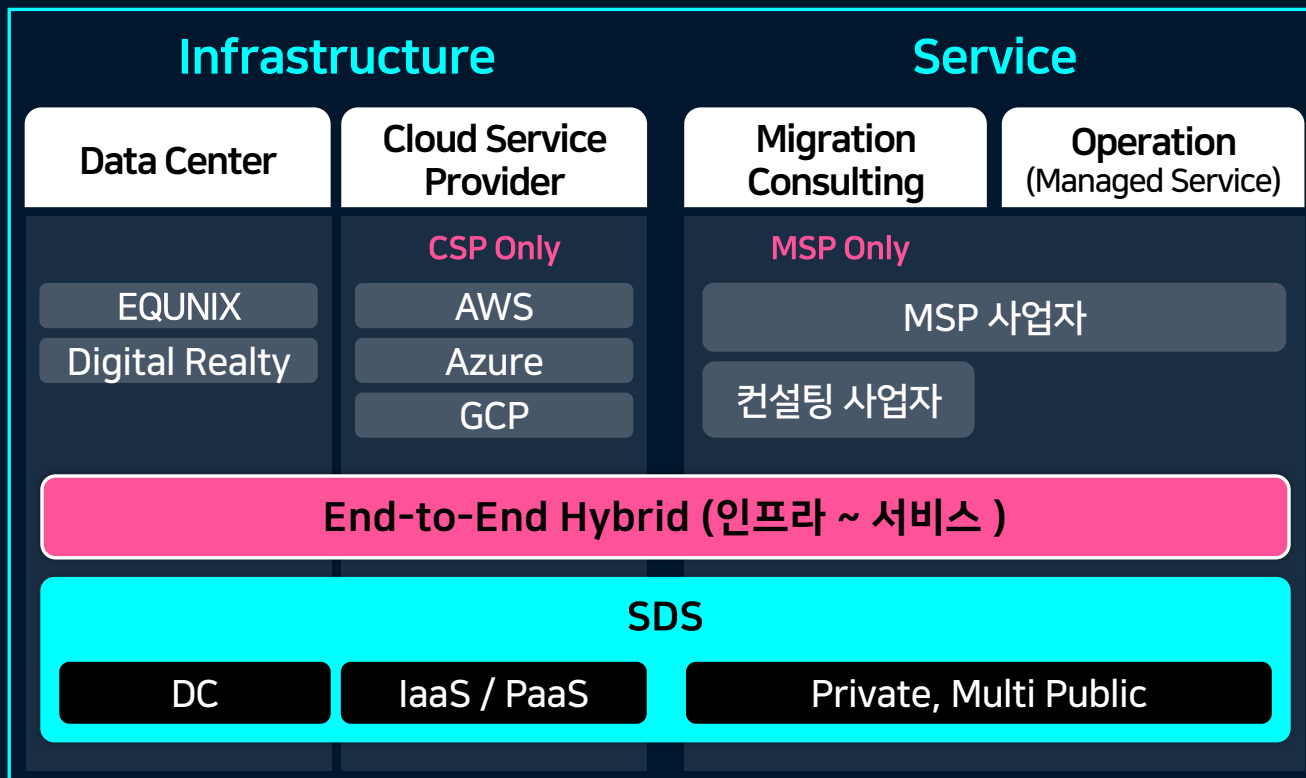 Infrastructure
Service
Data Center
Cloud Service
Provider
Migration
Consulting
Operation
(Managed Service)
CSP Only
MSP Only
EQUNIX
Digital Realty
AWS
Azure
GCP
MSP 사업자
컨설팅 사업자
End-to-End Hybrid (인프라 ~ 서비스 )
SDS
DC
IaaS / PaaS
Private, Multi Public